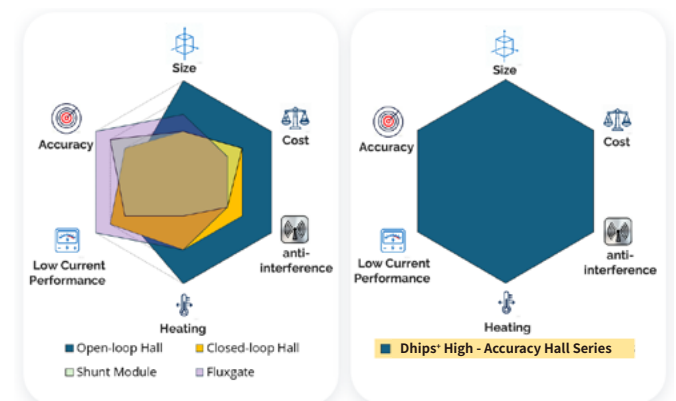 Size
Accuracy
Cost
Low Current
Performance
anti-
interference
Heating
Open-loop Hall
Closed-loop Hall
Shunt Module
Fluxgate
Size
Accuracy
Cost
Low Current
Performance
anti-
interference
Heating
Dhips⁺ High - Accuracy Hall Series